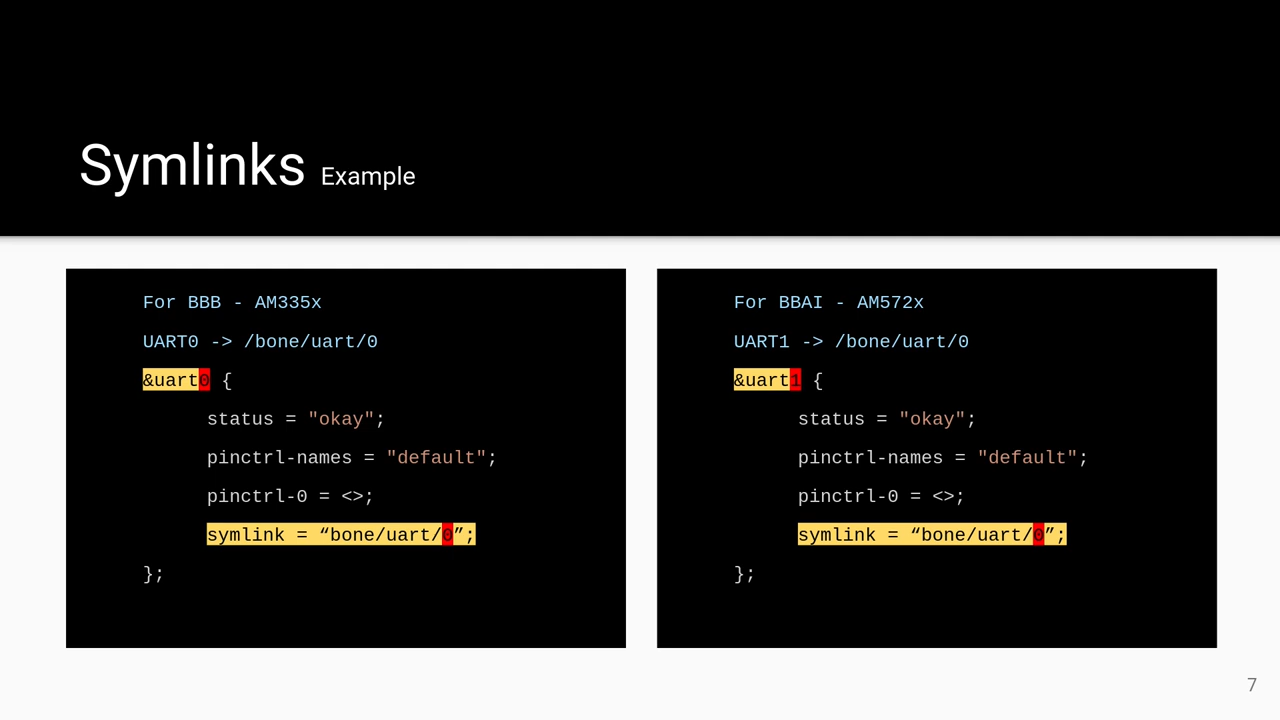 Symlinks Example
For BBB - AM335x
UART0 -> /bone/uart/0
&uart0 {
status = "okay";
pinctrl-names = "default";
pinctrl-0 = <>;
symlink = “bone/uart/0”;
};
For BBAI - AM572x
UART1 -> /bone/uart/0
&uart1 {
status = "okay";
pinctrl-names = "default";
pinctrl-0 = <>;
symlink = “bone/uart/0”;
};
7